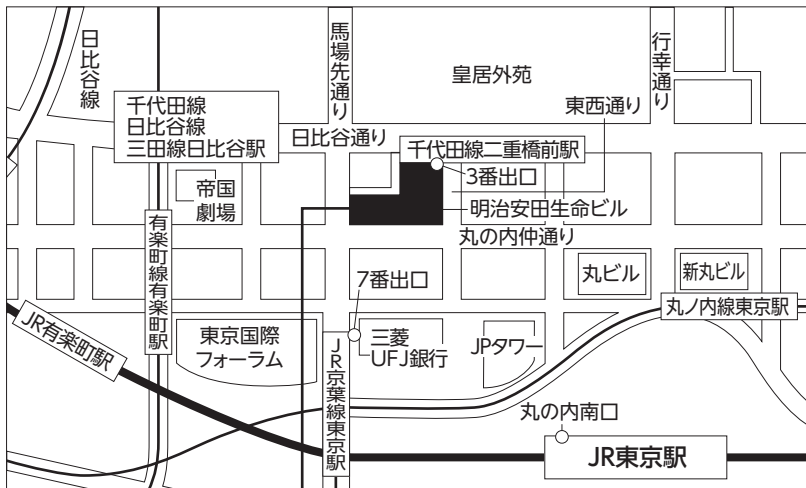 日比谷線
馬場先通り
行幸通り
皇居外苑
東西通り
千代田線
日比谷線
三田線日比谷駅
日比谷通り
千代田線二重橋前駅
3番出口
帝国
劇場
明治安田生命ビル
丸の内仲通り
有楽町線有楽町駅
丸ビル
新丸ビル
7番出口
丸ノ内線東京駅
JR有楽町駅
東京国際
フォーラム
JR京葉線東京駅
三菱
UFJ銀行
JPタワー
丸の内南口
JR東京駅